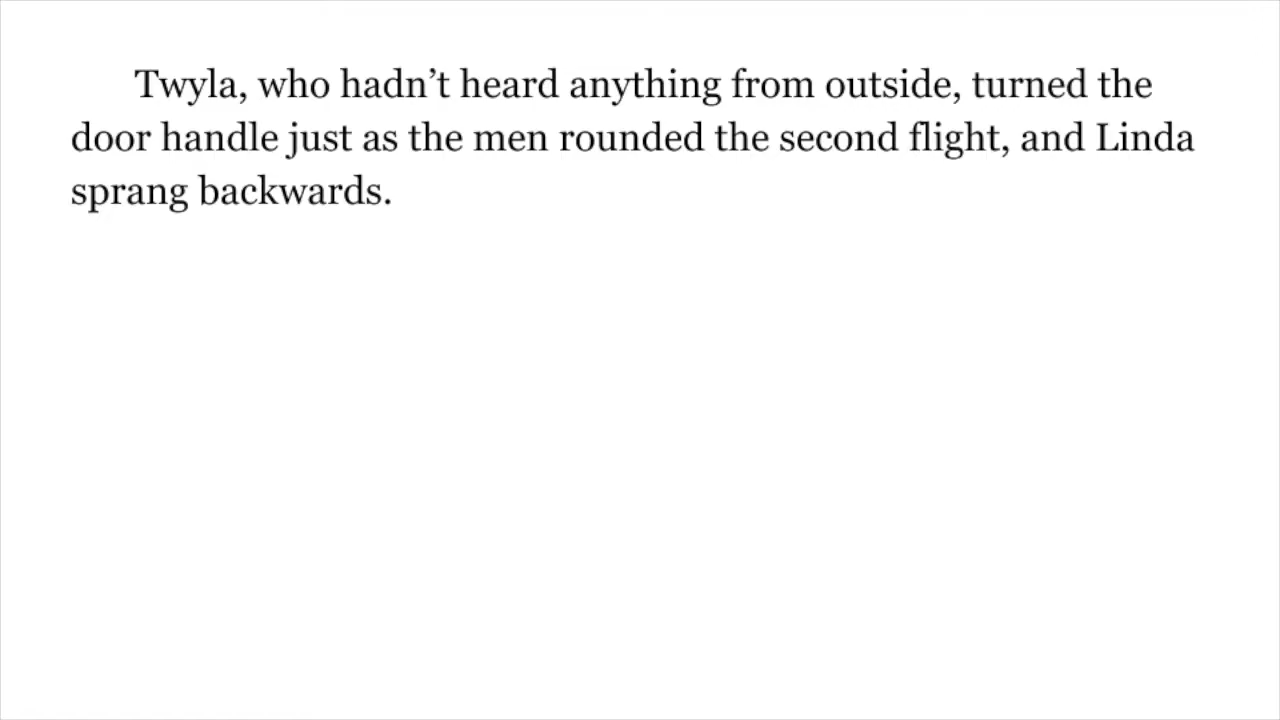 Twyla, who hadn’t heard anything from outside, turned the
door handle just as the men rounded the second flight, and Linda
sprang backwards.